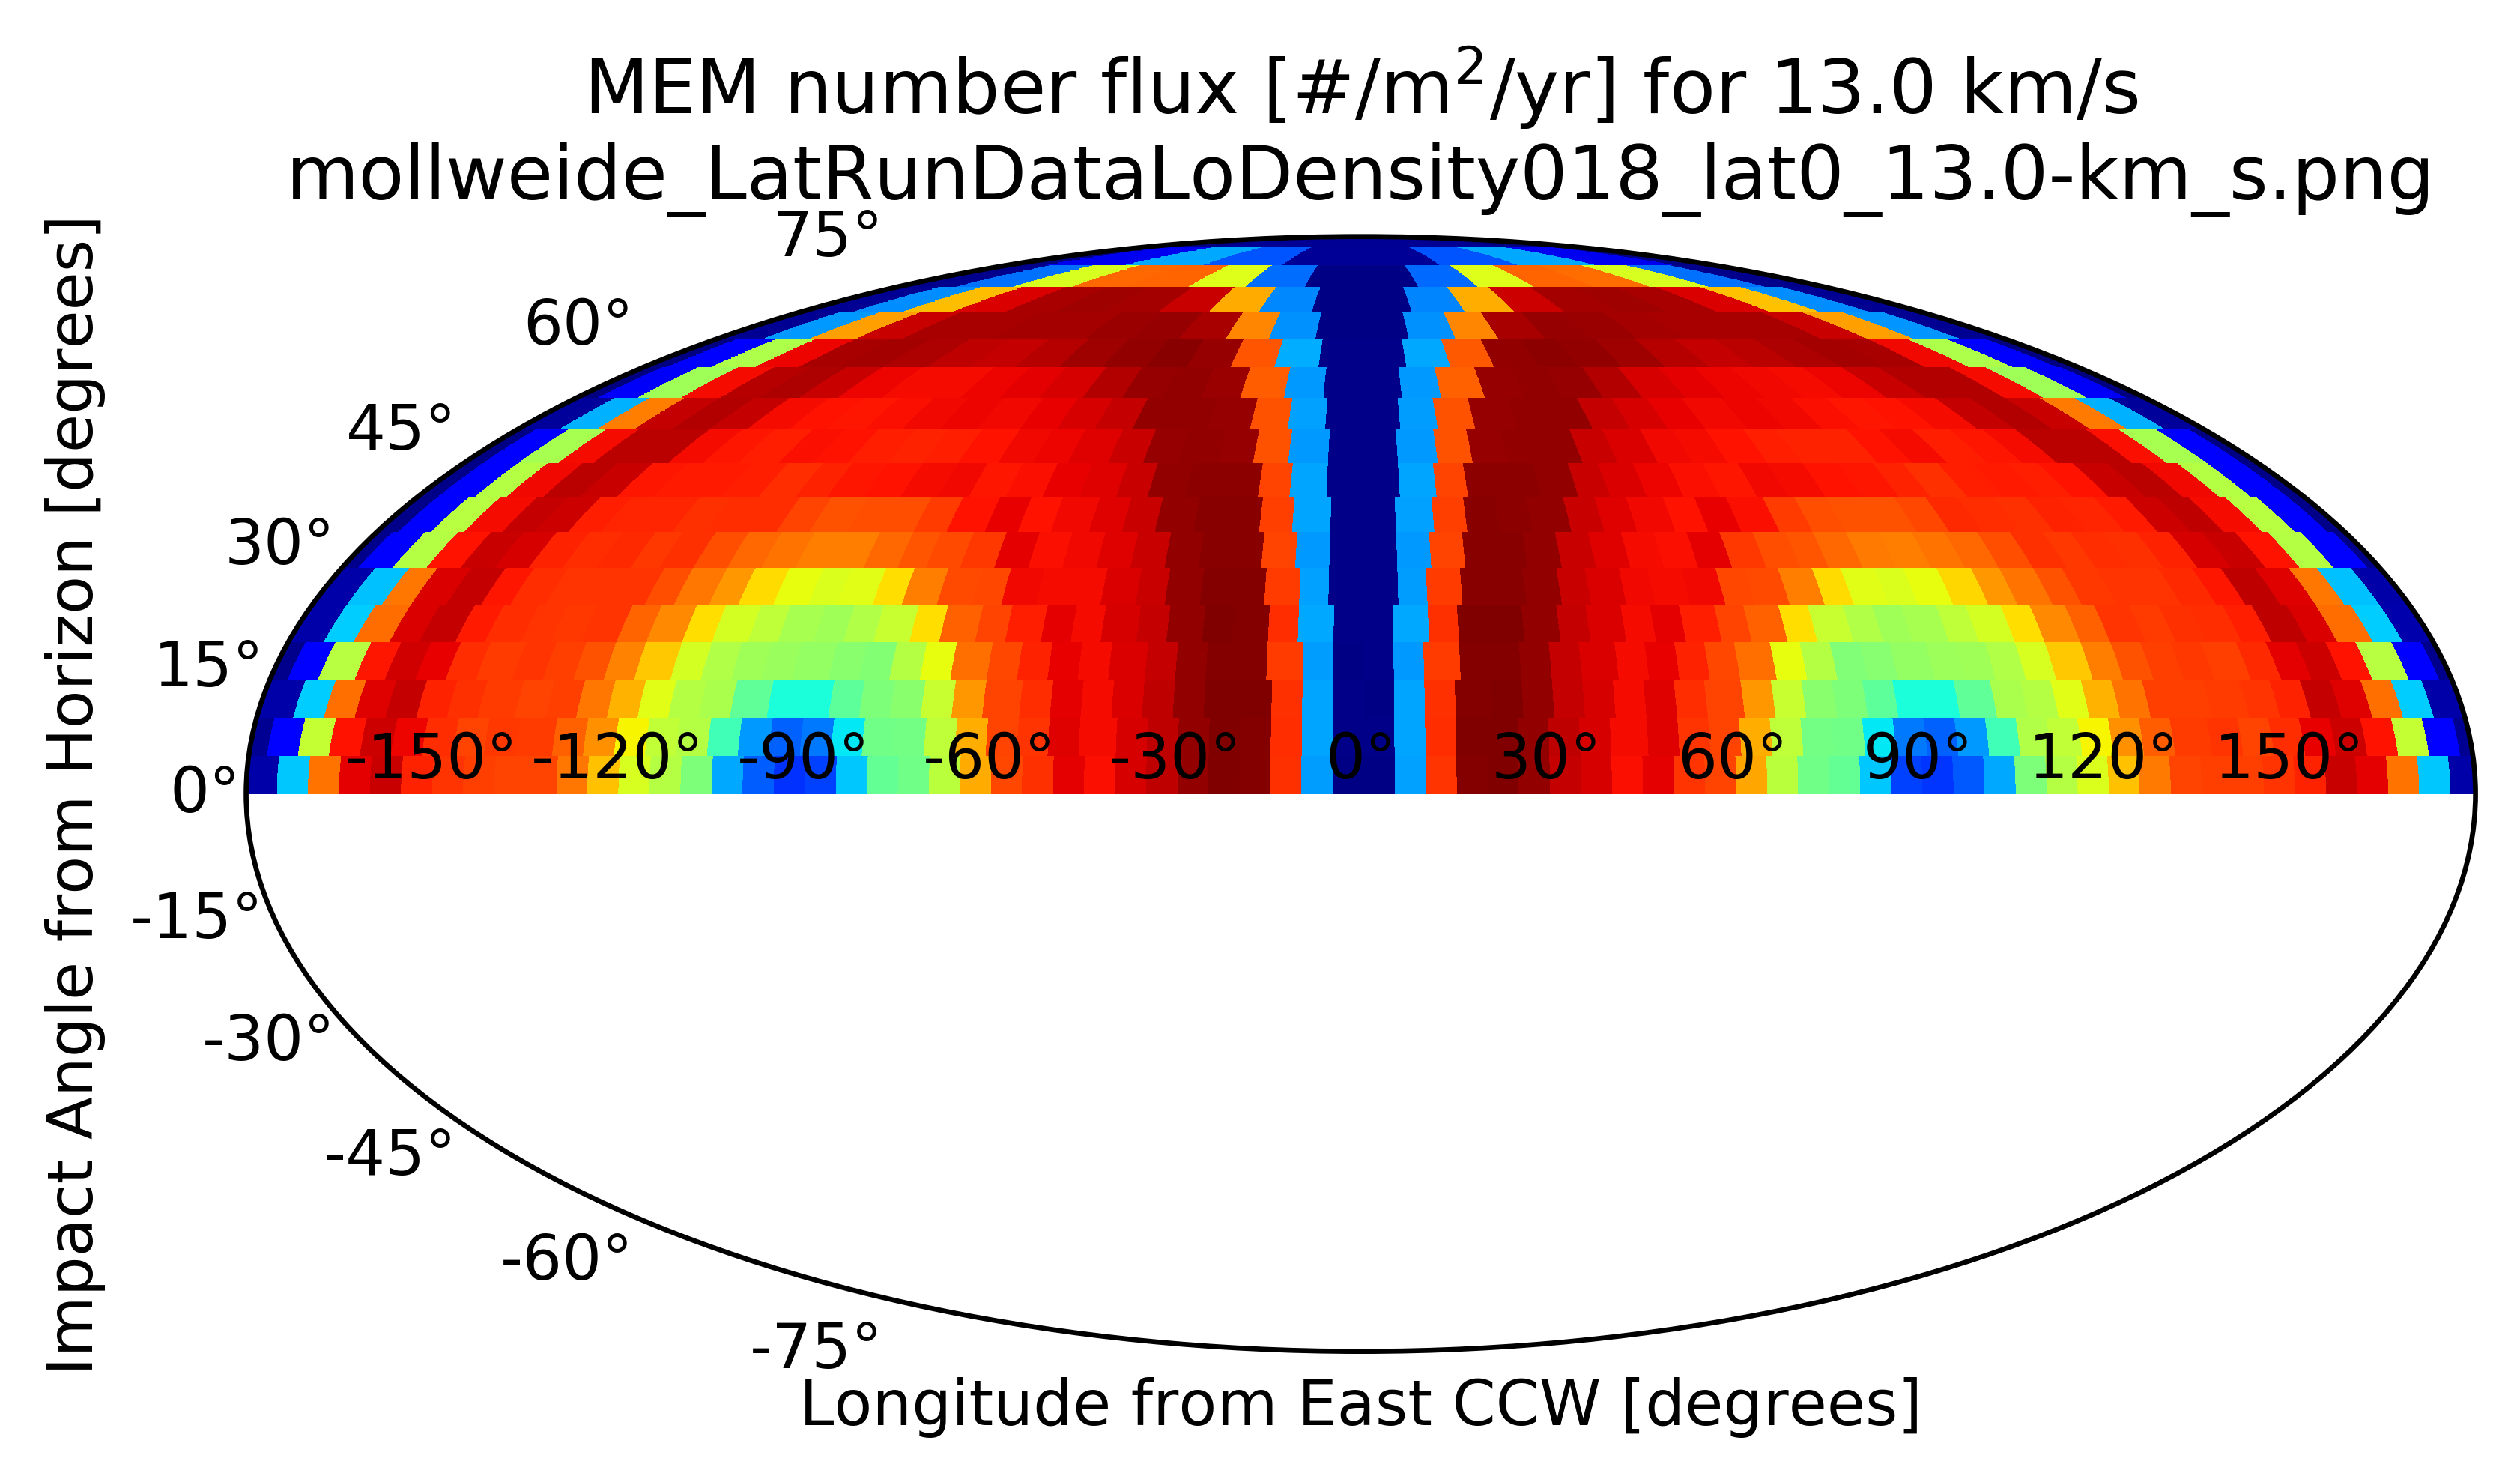 MEM number flux [#/m²/yr] for 13.0 km/s
mollweide_LatRunDataLoDensity018_lat0_13.0-km_s.png
Impact Angle from Horizon [degrees]
75°
60°
45°
30°
15°
0°
-15°
-30°
-45°
-60°
-75°
-150° -120° -90° -60° -30° 0° 30° 60° 90° 120° 150°
Longitude from East CCW [degrees]